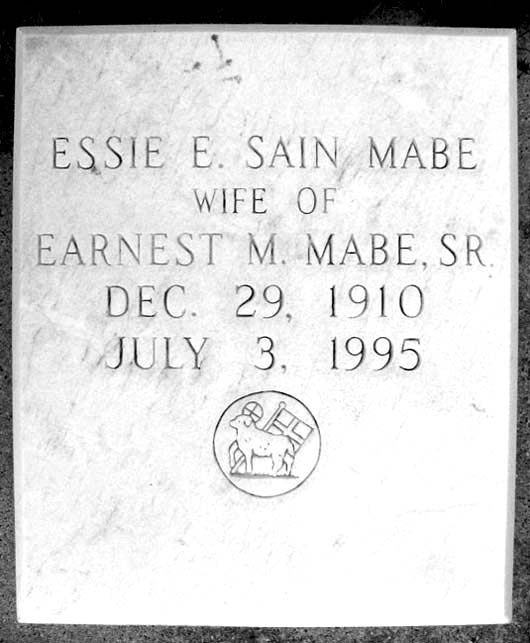 ESSIE E. SAIN MABE
WIFE OF
EARNEST M. MABE, SR.
DEC. 29, 1910
JULY 3, 1995